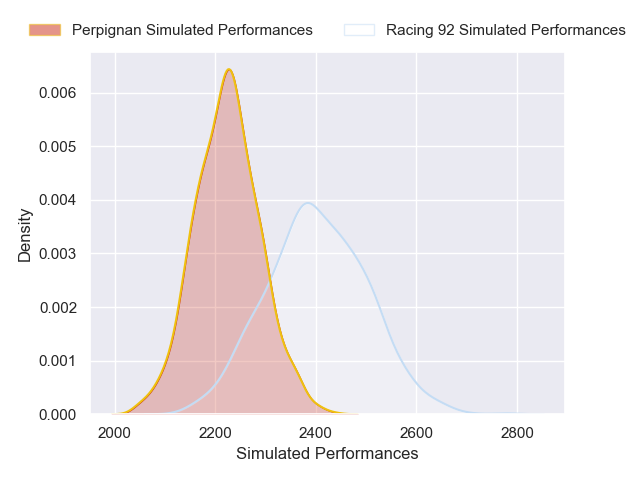 Perpignan Simulated Performances Racing 92 Simulated Performances
0.006
0.005
0.004
0.003
0.002
0.001
0.000
Density
2000 2200 2400 2600 2800
Simulated Performances